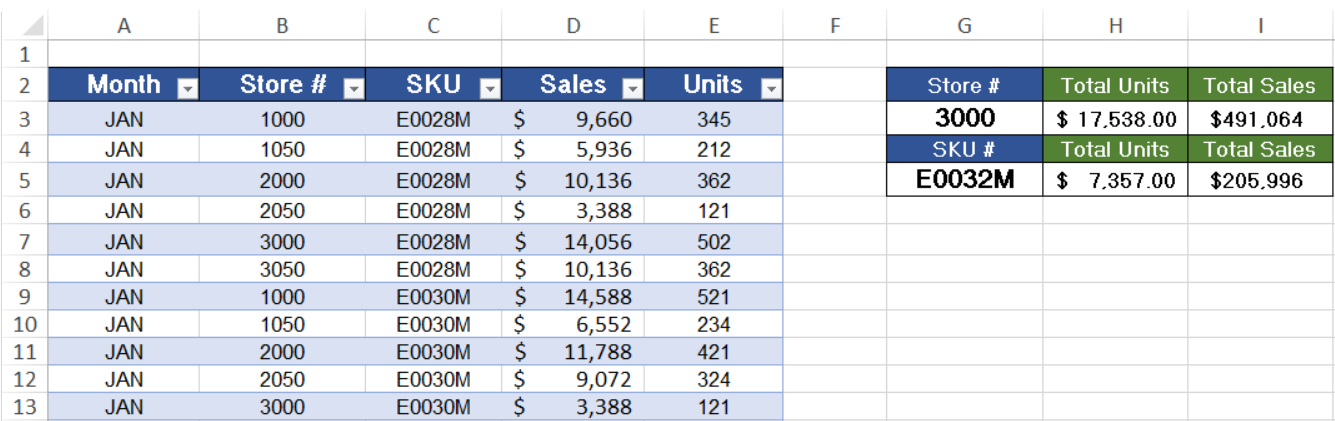 A B C D E F G H I
1
2 Month Store # SKU Sales Units Store # Total Units Total Sales
3 JAN 1000 E0028M $ 9,660 345 3000 $ 17,538.00 $491,064
4 JAN 1050 E0028M $ 5,936 212 SKU # Total Units Total Sales
5 JAN 2000 E0028M $ 10,136 362 E0032M $ 7,357.00 $205,996
6 JAN 2050 E0028M $ 3,388 121
7 JAN 3000 E0028M $ 14,056 502
8 JAN 3050 E0028M $ 10,136 362
9 JAN 1000 E0030M $ 14,588 521
10 JAN 1050 E0030M $ 6,552 234
11 JAN 2000 E0030M $ 11,788 421
12 JAN 2050 E0030M $ 9,072 324
13 JAN 3000 E0030M $ 3,388 121